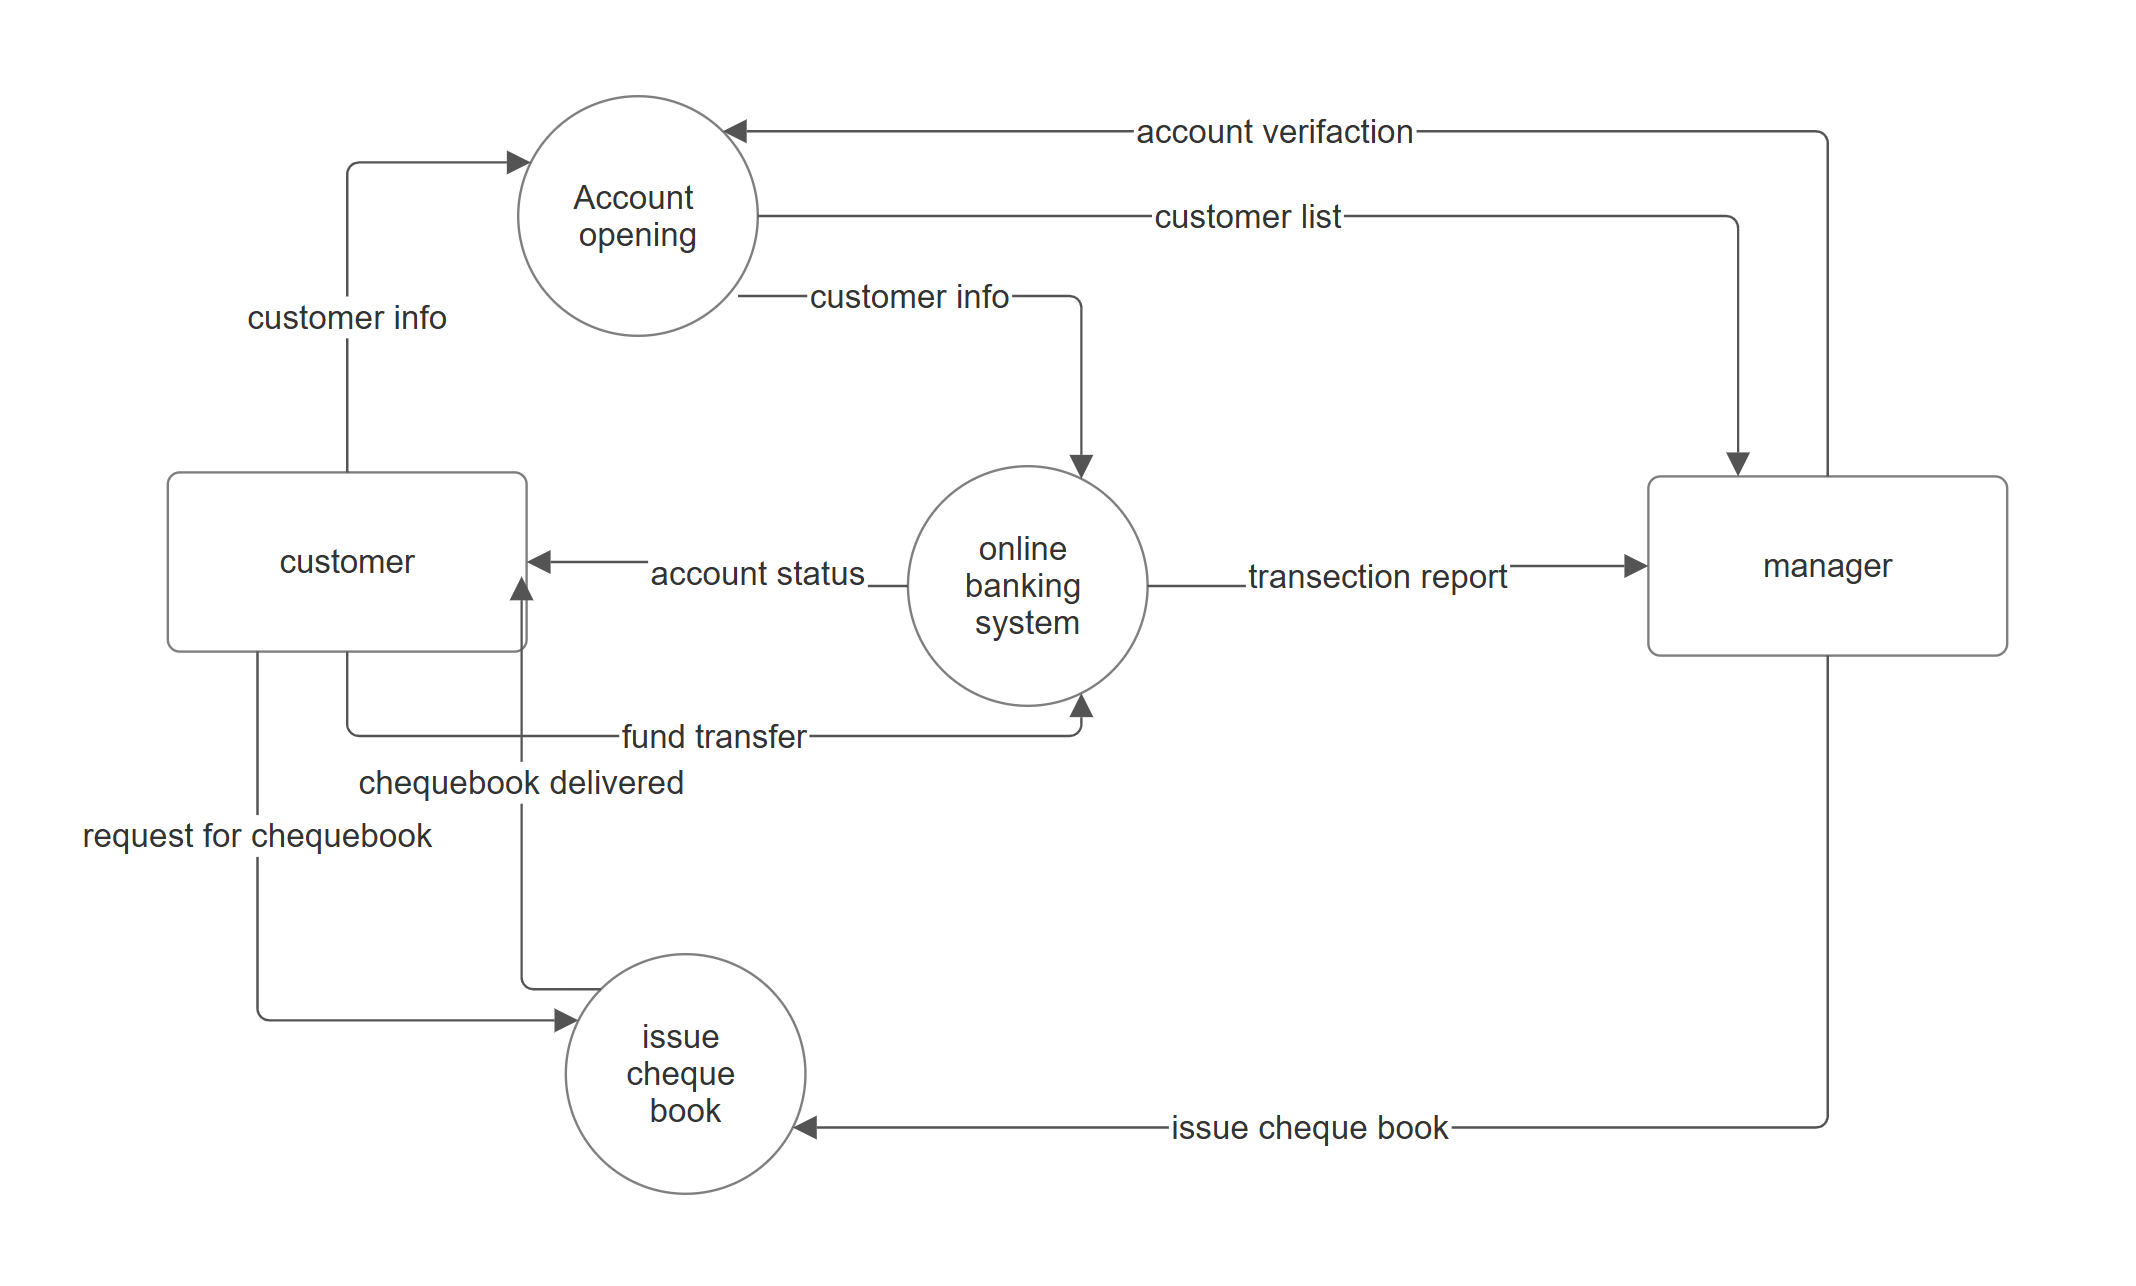 account verifaction
Account
opening
customer list
customer info
customer info
online
banking
system
customer
account status
transection report
manager
fund transfer
chequebook delivered
request for chequebook
issue
cheque
book
issue cheque book